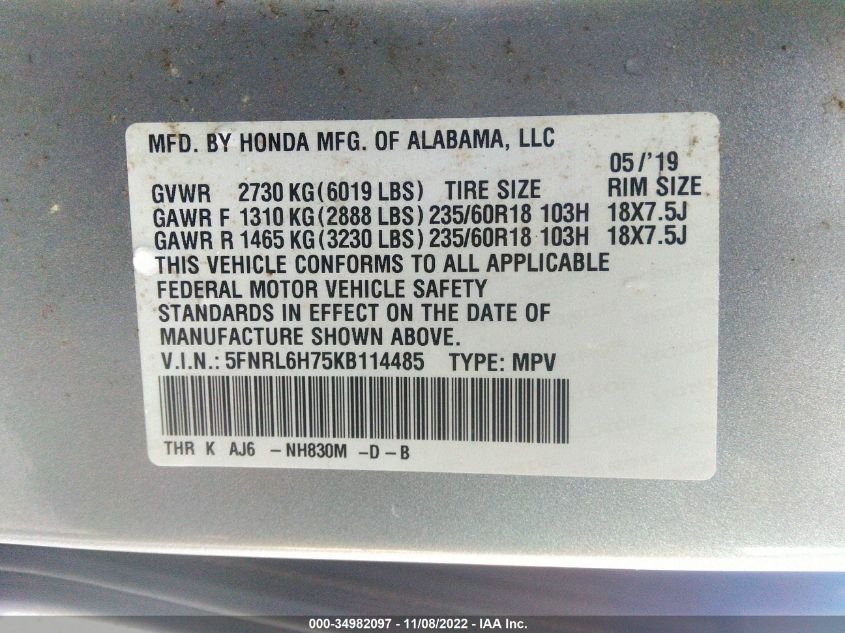 MFD. BY HONDA MFG. OF ALABAMA, LLC
05/'19
GVWR 2730 KG (6019 LBS) TIRE SIZE RIM SIZE
GAWR F 1310 KG (2888 LBS) 235/60R18 103H 18X7.5J
GAWR R 1465 KG (3230 LBS) 235/60R18 103H 18X7.5J
THIS VEHICLE CONFORMS TO ALL APPLICABLE
FEDERAL MOTOR VEHICLE SAFETY
STANDARDS IN EFFECT ON THE DATE OF
MANUFACTURE SHOWN ABOVE.
V.I.N.: 5FNRL6H75KB114485 TYPE: MPV
THR K AJ6 -NH830M -D-B
000-34982097 - 11/08/2022 - IAA Inc.